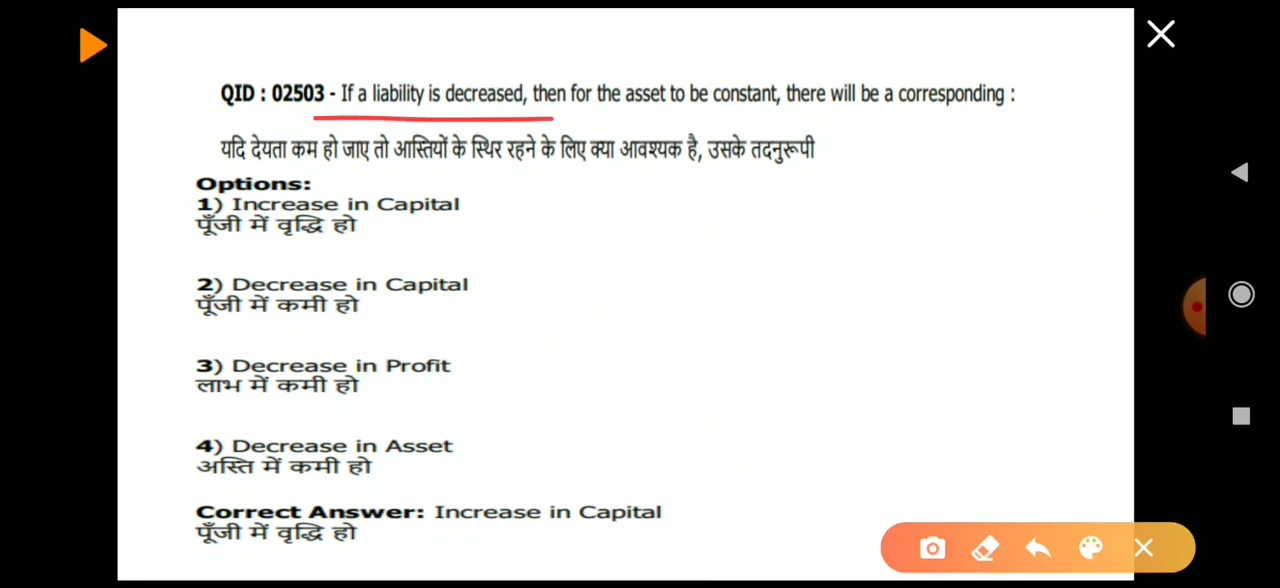 QID : 02503 - If a liability is decreased, then for the asset to be constant, there will be a corresponding :
यदि देयता कम हो जाए तो आस्तियों के स्थिर रहने के लिए क्या आवश्यक है, उसके तदनुरूपी
Options:
1) Increase in Capital
पूँजी में वृद्धि हो
2) Decrease in Capital
पूँजी में कमी हो
3) Decrease in Profit
लाभ में कमी हो
4) Decrease in Asset
अस्ति में कमी हो
Correct Answer: Increase in Capital
पूँजी में वृद्धि हो